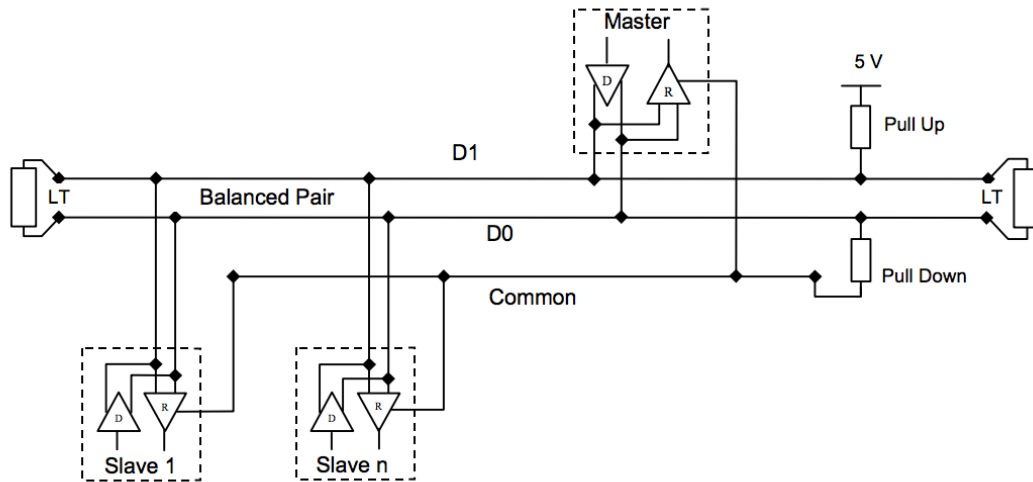 Master
D
R
5 V
Pull Up
D1
LT
Balanced Pair
LT
D0
Pull Down
Common
D
R
D
R
Slave 1
Slave n